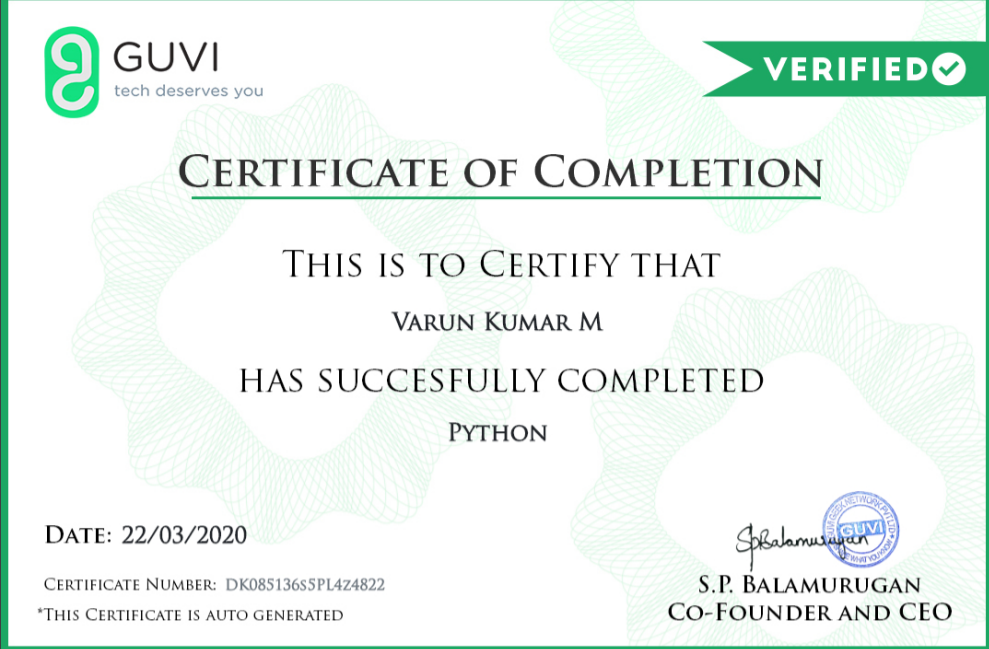 GUVI
tech deserves you
VERIFIED
CERTIFICATE OF COMPLETION
THIS IS TO CERTIFY THAT
VARUN KUMAR M
HAS SUCCESFULLY COMPLETED
PYTHON
DATE: 22/03/2020
CERTIFICATE NUMBER: DK085136s5PL4z4822
*THIS CERTIFICATE IS AUTO GENERATED
SpBalamurugan
GUVI
S.P. BALAMURUGAN
CO-FOUNDER AND CEO